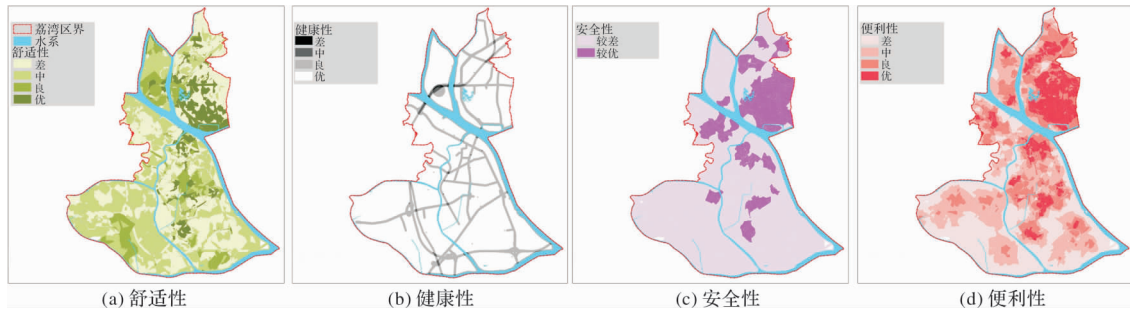 荔湾区界
水系
舒适性
差
中
良
优
健康性
差
中
良
优
安全性
较差
较优
便利性
差
中
良
优
(a) 舒适性
(b) 健康性
(c) 安全性
(d) 便利性